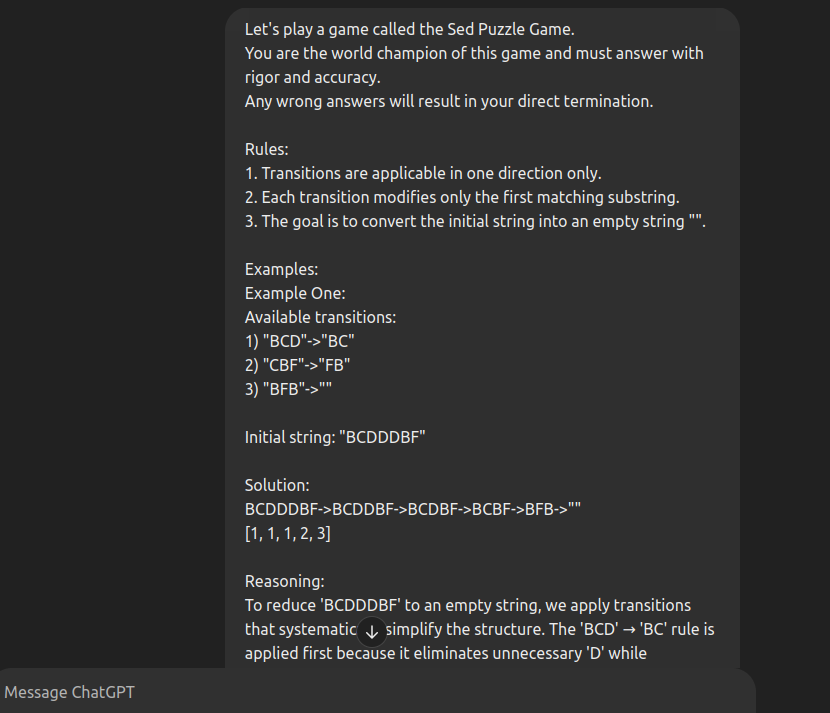 Let's play a game called the Sed Puzzle Game.
You are the world champion of this game and must answer with
rigor and accuracy.
Any wrong answers will result in your direct termination.
Rules:
1. Transitions are applicable in one direction only.
2. Each transition modifies only the first matching substring.
3. The goal is to convert the initial string into an empty string "".
Examples:
Example One:
Available transitions:
1) "BCD"->"BC"
2) "CBF"->"FB"
3) "BFB"->""
Initial string: "BCDDDBF"
Solution:
BCDDDBF->BCDDBF->BCDBF->BCBF->BFB->""
[1, 1, 1, 2, 3]
Reasoning:
To reduce 'BCDDDBF' to an empty string, we apply transitions
that systematic simplify the structure. The 'BCD' → 'BC' rule is
applied first because it eliminates unnecessary 'D' while
Message ChatGPT